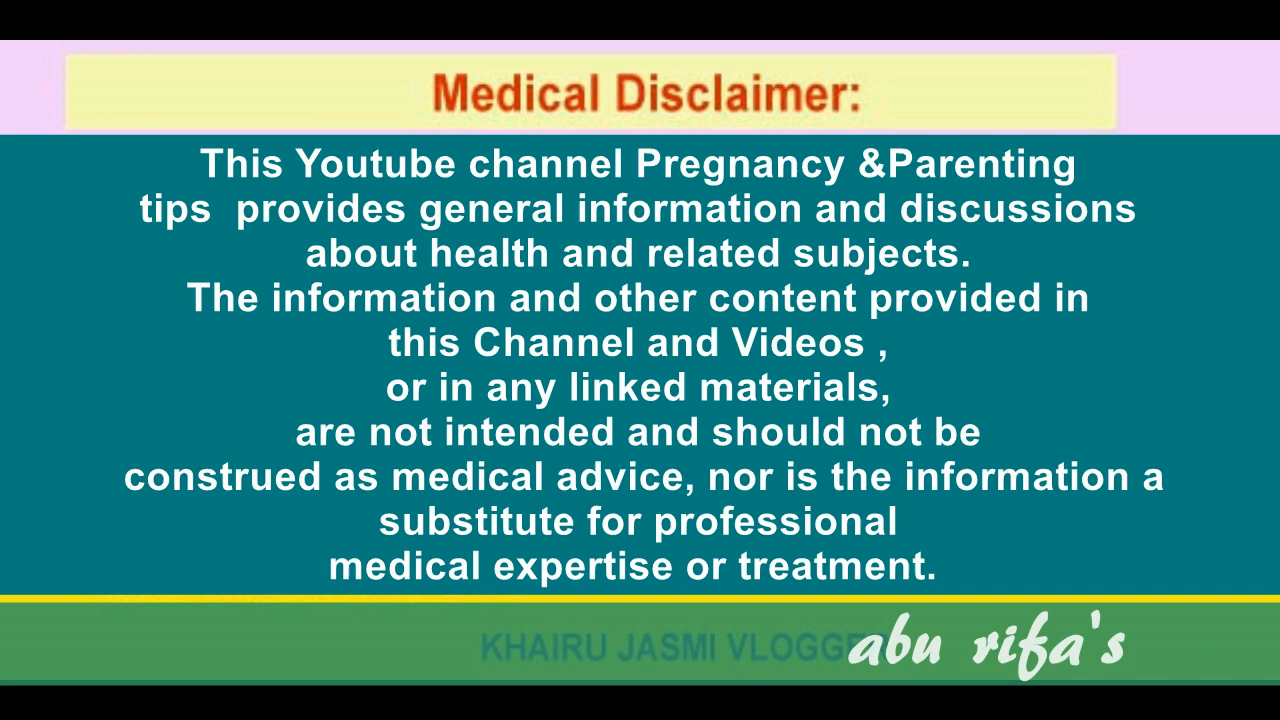 Medical Disclaimer:
This Youtube channel Pregnancy &Parenting
tips  provides general information and discussions
about health and related subjects.
The information and other content provided in
this Channel and Videos ,
or in any linked materials,
are not intended and should not be
construed as medical advice, nor is the information a
substitute for professional
medical expertise or treatment.
KHAIRU JASMI abu rifa's